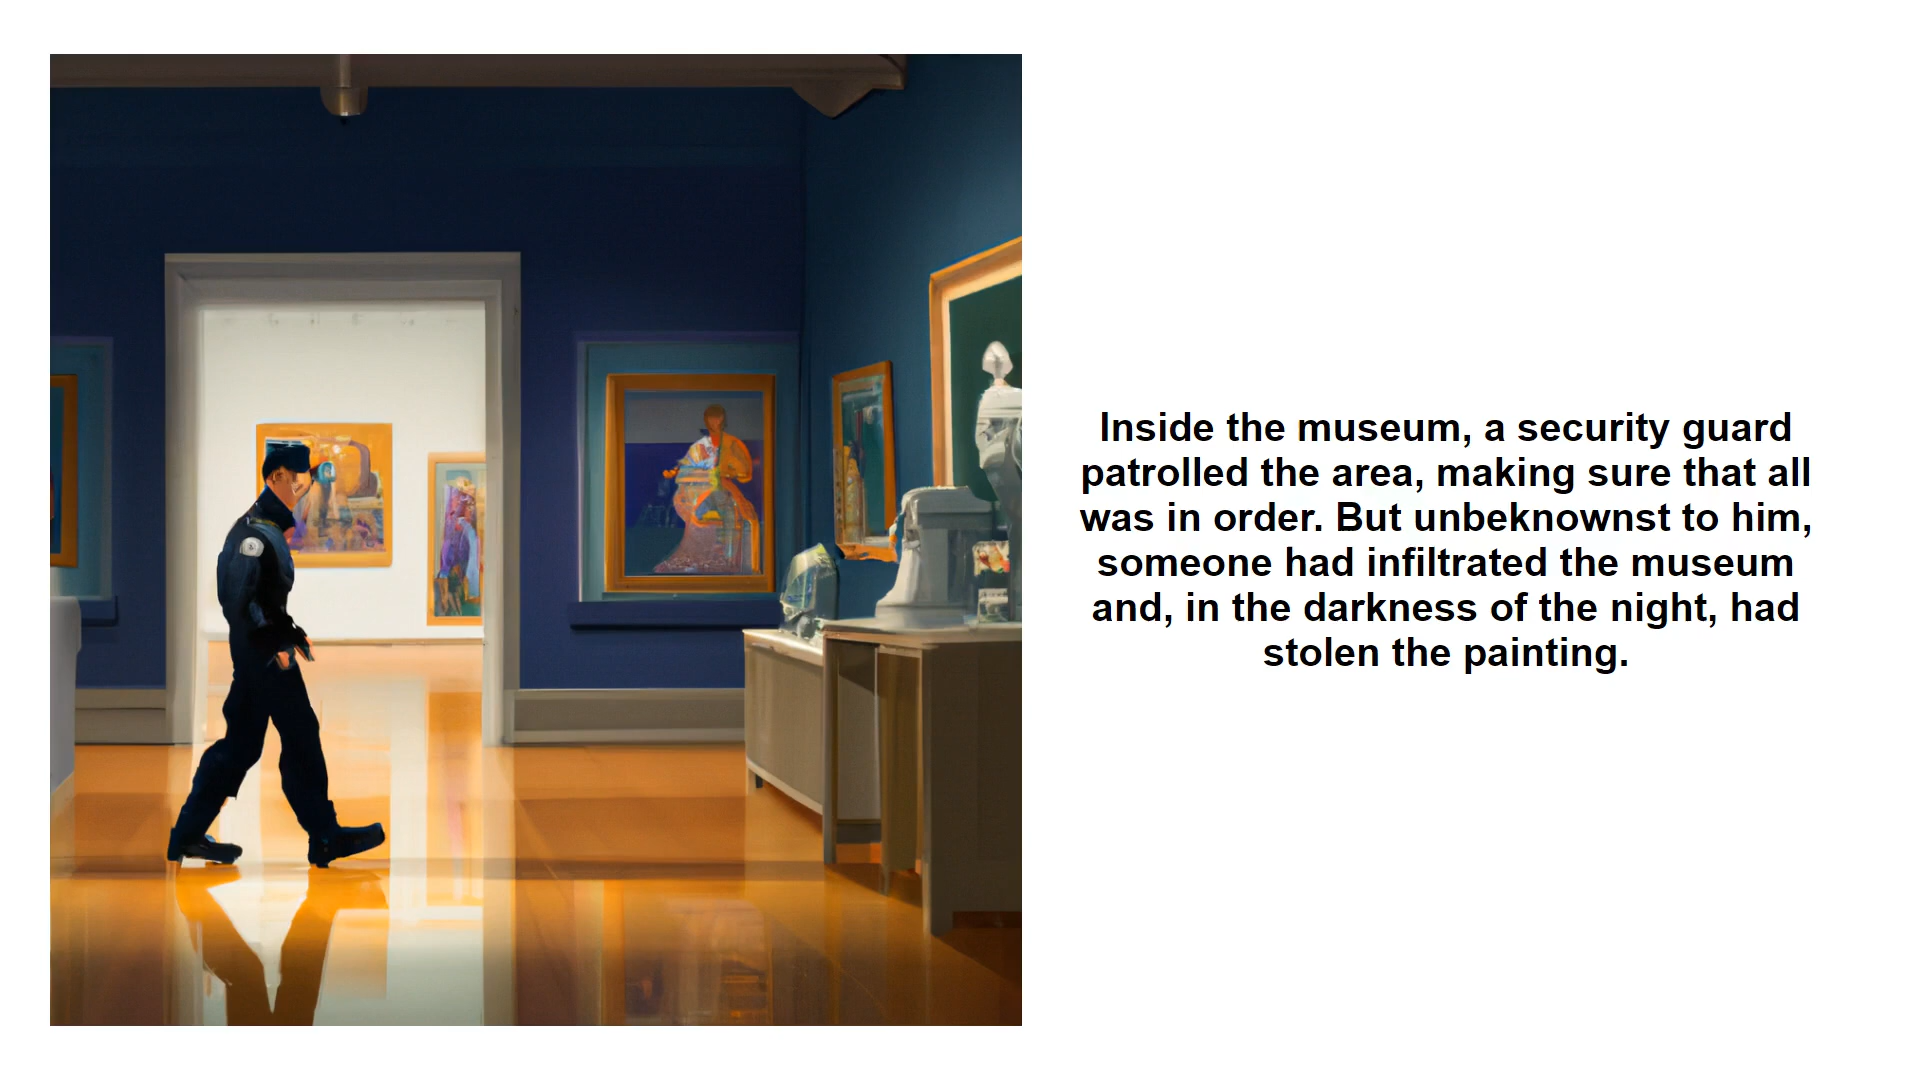 Inside the museum, a security guard
patrolled the area, making sure that all
was in order. But unbeknownst to him,
someone had infiltrated the museum
and, in the darkness of the night, had
stolen the painting.